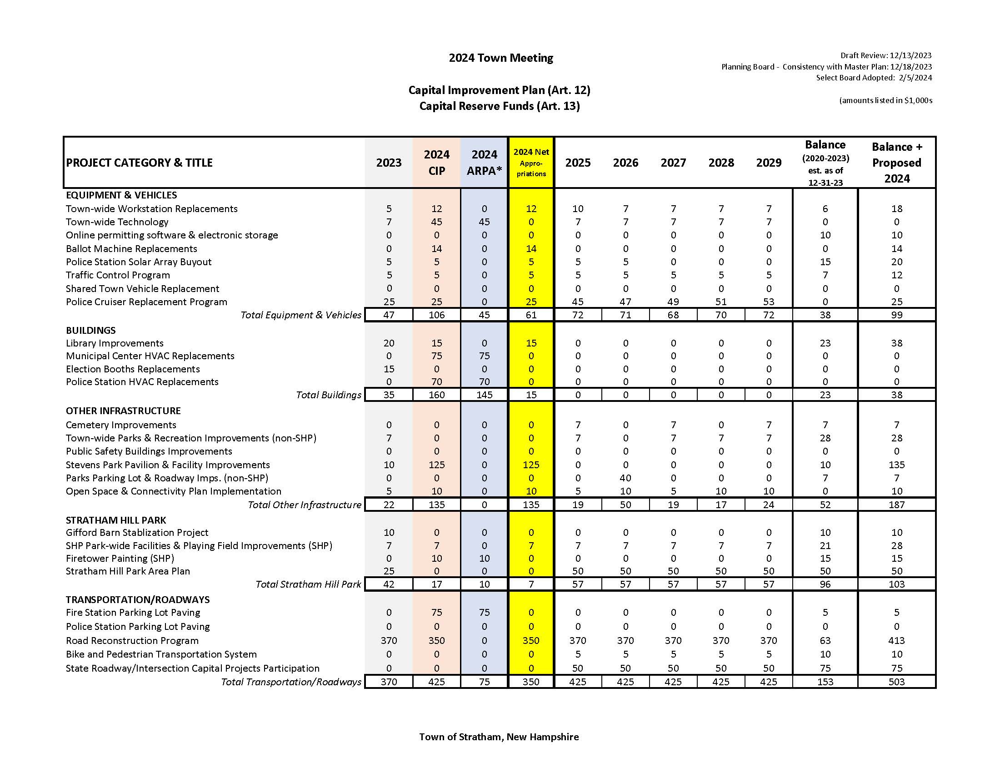 2024 Town Meeting
Draft Review: 12/13/2023
Planning Board - Consistency with Master Plan: 12/18/2023
Select Board Adopted: 2/5/2024
Capital Improvement Plan (Art. 12)
Capital Reserve Funds (Art. 13)
(amounts listed in $1,000s
PROJECT CATEGORY & TITLE 2023 2024 CIP 2024 ARPA* 2024 Net Appro-priations 2025 2026 2027 2028 2029 Balance (2020-2023) est. as of 12-31-23 Balance + Proposed 2024
EQUIPMENT & VEHICLES
Town-wide Workstation Replacements 5 12 0 12 10 7 7 7 7 6 18
Town-wide Technology 7 45 45 0 7 7 7 7 7 0 0
Online permitting software & electronic storage 0 0 0 0 0 0 0 0 0 10 10
Ballot Machine Replacements 0 14 0 14 0 0 0 0 0 0 14
Police Station Solar Array Buyout 5 5 0 5 5 5 0 0 0 15 20
Traffic Control Program 5 5 0 5 5 5 5 5 5 7 12
Shared Town Vehicle Replacement 0 0 0 0 0 0 0 0 0 0 0
Police Cruiser Replacement Program 25 25 0 25 45 47 49 51 53 0 25
Total Equipment & Vehicles 47 106 45 61 72 71 68 70 72 38 99
BUILDINGS
Library Improvements 20 15 0 15 0 0 0 0 0 23 38
Municipal Center HVAC Replacements 0 75 75 0 0 0 0 0 0 0 0
Election Booths Replacements 15 0 0 0 0 0 0 0 0 0 0
Police Station HVAC Replacements 0 70 70 0 0 0 0 0 0 0 0
Total Buildings 35 160 145 15 0 0 0 0 0 23 38
OTHER INFRASTRUCTURE
Cemetery Improvements 0 0 0 0 7 0 7 0 7 7 7
Town-wide Parks & Recreation Improvements (non-SHP) 7 0 0 0 7 0 7 7 7 28 28
Public Safety Buildings Improvements 0 0 0 0 0 0 0 0 0 0 0
Stevens Park Pavilion & Facility Improvements 10 125 0 125 0 0 0 0 0 10 135
Parks Parking Lot & Roadway Imps. (non-SHP) 0 0 0 0 0 40 0 0 0 7 7
Open Space & Connectivity Plan Implementation 5 10 0 10 5 10 5 10 10 0 10
Total Other Infrastructure 22 135 0 135 19 50 19 17 24 52 187
STRATHAM HILL PARK
Gifford Barn Stablization Project 10 0 0 0 0 0 0 0 0 10 10
SHP Park-wide Facilities & Playing Field Improvements (SHP) 7 7 0 7 7 7 7 7 7 21 28
Firetower Painting (SHP) 0 10 10 0 0 0 0 0 0 15 15
Stratham Hill Park Area Plan 25 0 0 0 50 50 50 50 50 50 50
Total Stratham Hill Park 42 17 10 7 57 57 57 57 57 96 103
TRANSPORTATION/ROADWAYS
Fire Station Parking Lot Paving 0 75 75 0 0 0 0 0 0 5 5
Police Station Parking Lot Paving 0 0 0 0 0 0 0 0 0 0 0
Road Reconstruction Program 370 350 0 350 370 370 370 370 370 63 413
Bike and Pedestrian Transportation System 0 0 0 0 5 5 5 5 5 10 10
State Roadway/Intersection Capital Projects Participation 0 0 0 0 50 50 50 50 50 75 75
Total Transportation/Roadways 370 425 75 350 425 425 425 425 425 153 503
Town of Stratham, New Hampshire